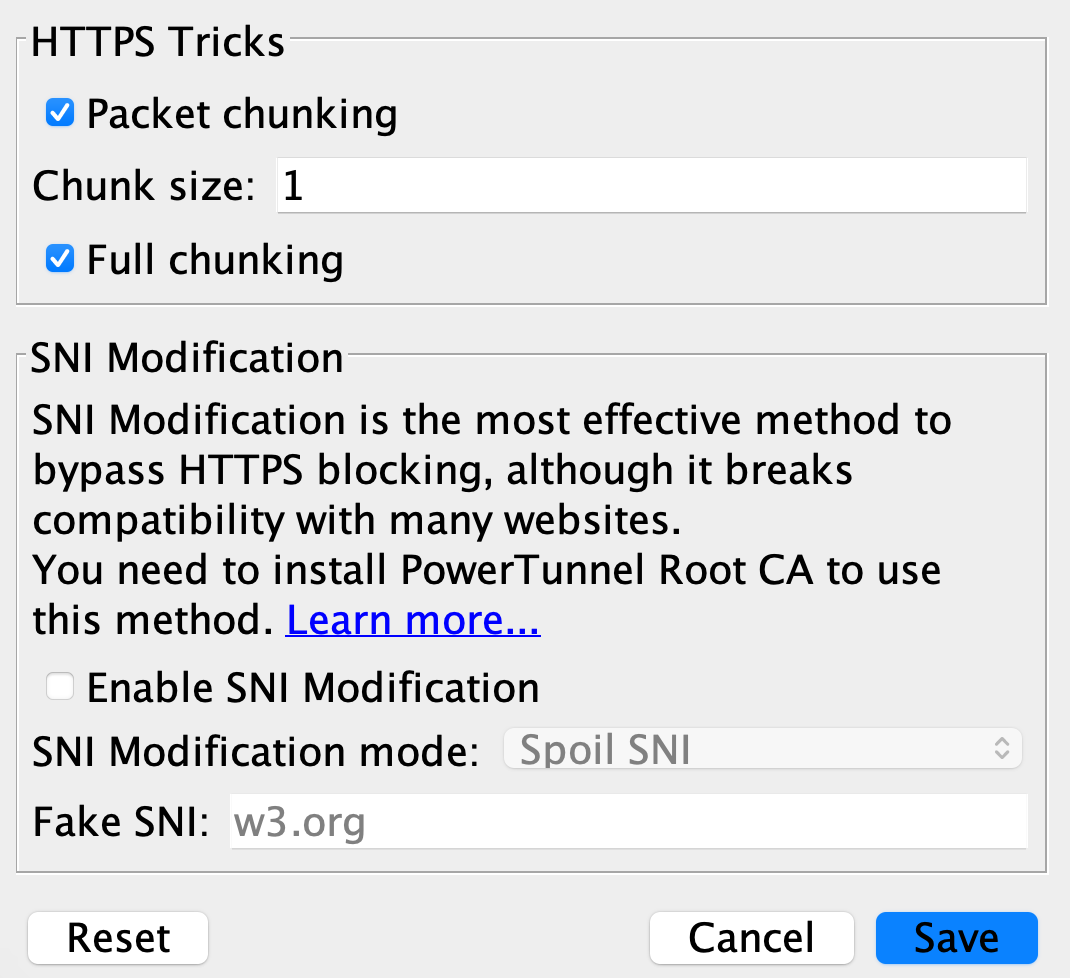 HTTPS Tricks
Packet chunking
Chunk size: 1
Full chunking
SNI Modification
SNI Modification is the most effective method to
bypass HTTPS blocking, although it breaks
compatibility with many websites.
You need to install PowerTunnel Root CA to use
this method. Learn more...
Enable SNI Modification
SNI Modification mode: Spoil SNI
Fake SNI: w3.org
Reset Cancel Save